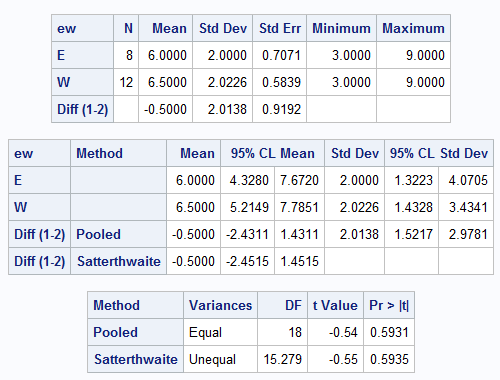 ew N Mean Std Dev Std Err Minimum Maximum
E 8 6.0000 2.0000 0.7071 3.0000 9.0000
W 12 6.5000 2.0226 0.5839 3.0000 9.0000
Diff (1-2) -0.5000 2.0138 0.9192
ew Method Mean 95% CL Mean Std Dev 95% CL Std Dev
E 6.0000 4.3280 7.6720 2.0000 1.3223 4.0705
W 6.5000 5.2149 7.7851 2.0226 1.4328 3.4341
Diff (1-2) Pooled -0.5000 -2.4311 1.4311 2.0138 1.5217 2.9781
Diff (1-2) Satterthwaite -0.5000 -2.4515 1.4515
Method Variances DF t Value Pr > |t|
Pooled Equal 18 -0.54 0.5931
Satterthwaite Unequal 15.279 -0.55 0.5935